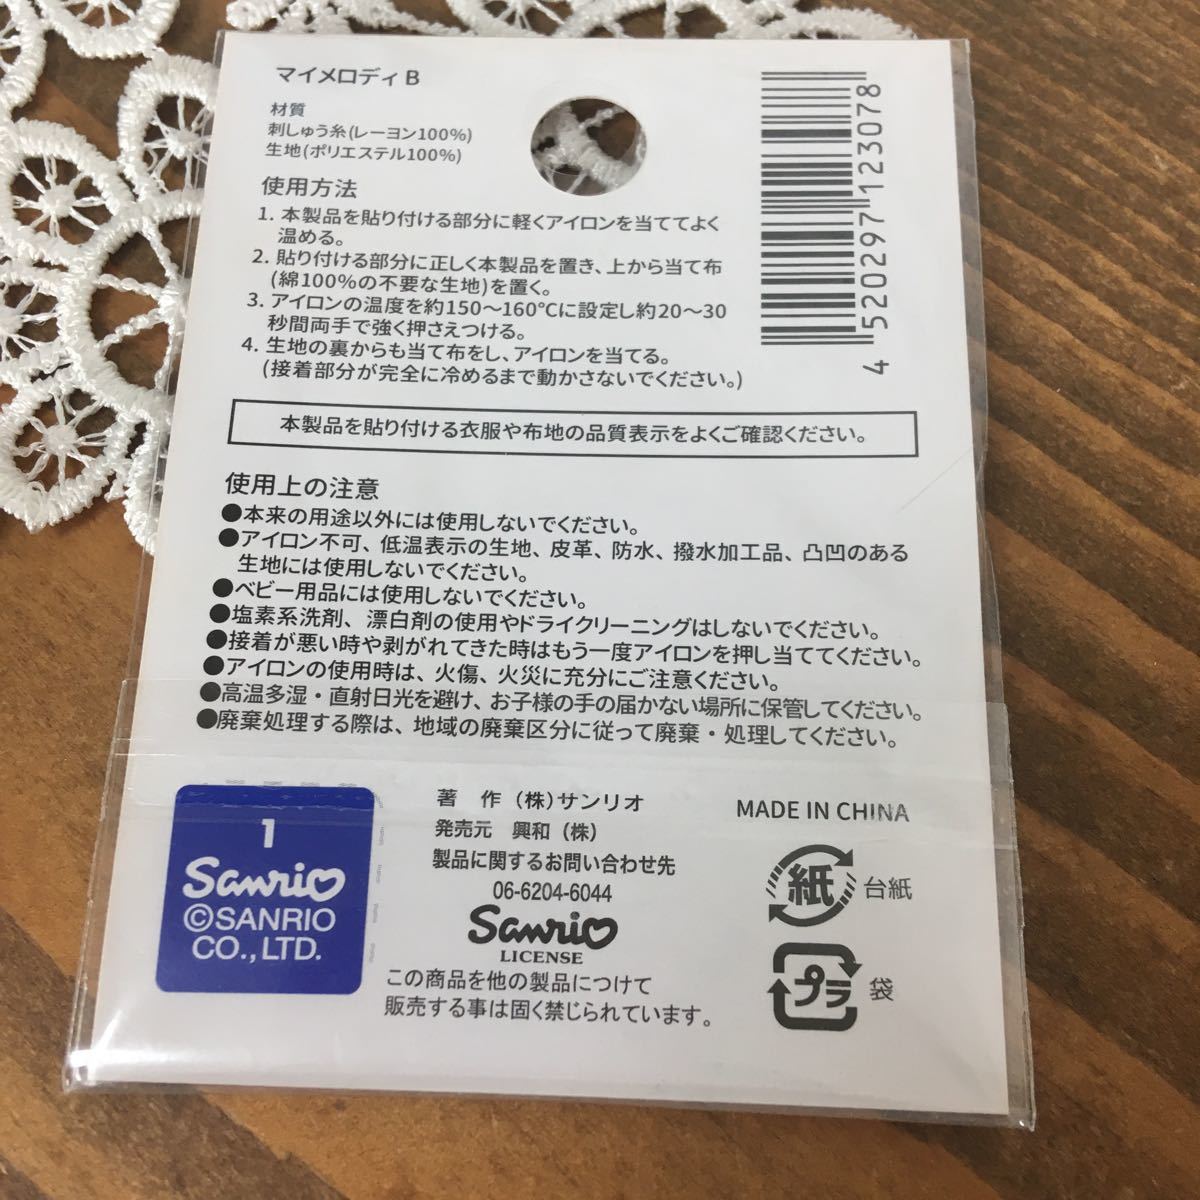 マイメロディ B
材質
刺しゅう糸(レーヨン100%)
生地(ポリエステル100%)
使用方法
1. 本製品を貼り付ける部分に軽くアイロンを当ててよく
温める。
2. 貼り付ける部分に正しく本製品を置き、上から当て布
(綿100%の不要な生地)を置く。
3. アイロンの温度を約150～160℃に設定し約20～30
秒間両手で強く押さえつける。
4. 生地の裏からも当て布をし、アイロンを当てる。
(接着部分が完全に冷めるまで動かさないでください。)
4 520297 123078
本製品を貼り付ける衣服や布地の品質表示をよくご確認ください。
使用上の注意
●本来の用途以外には使用しないでください。
●アイロン不可、低温表示の生地、皮革、防水、撥水加工品、凸凹のある
生地には使用しないでください。
●ベビー用品には使用しないでください。
●塩素系洗剤、漂白剤の使用やドライクリーニングはしないでください。
●接着が悪い時や剥がれてきた時はもう一度アイロンを押し当ててください。
●アイロンの使用時は、火傷、火災に充分にご注意ください。
●高温多湿・直射日光を避け、お子様の手の届かない場所に保管してください。
●廃棄処理する際は、地域の廃棄区分に従って廃棄・処理してください。
1
Sanrio
©SANRIO
CO.,LTD.
著 作 (株)サンリオ
発売元 興和 (株)
製品に関するお問い合わせ先
06-6204-6044
Sanrio
LICENSE
この商品を他の製品につけて
販売する事は固く禁じられています。
MADE IN CHINA
紙 台紙
プラ 袋